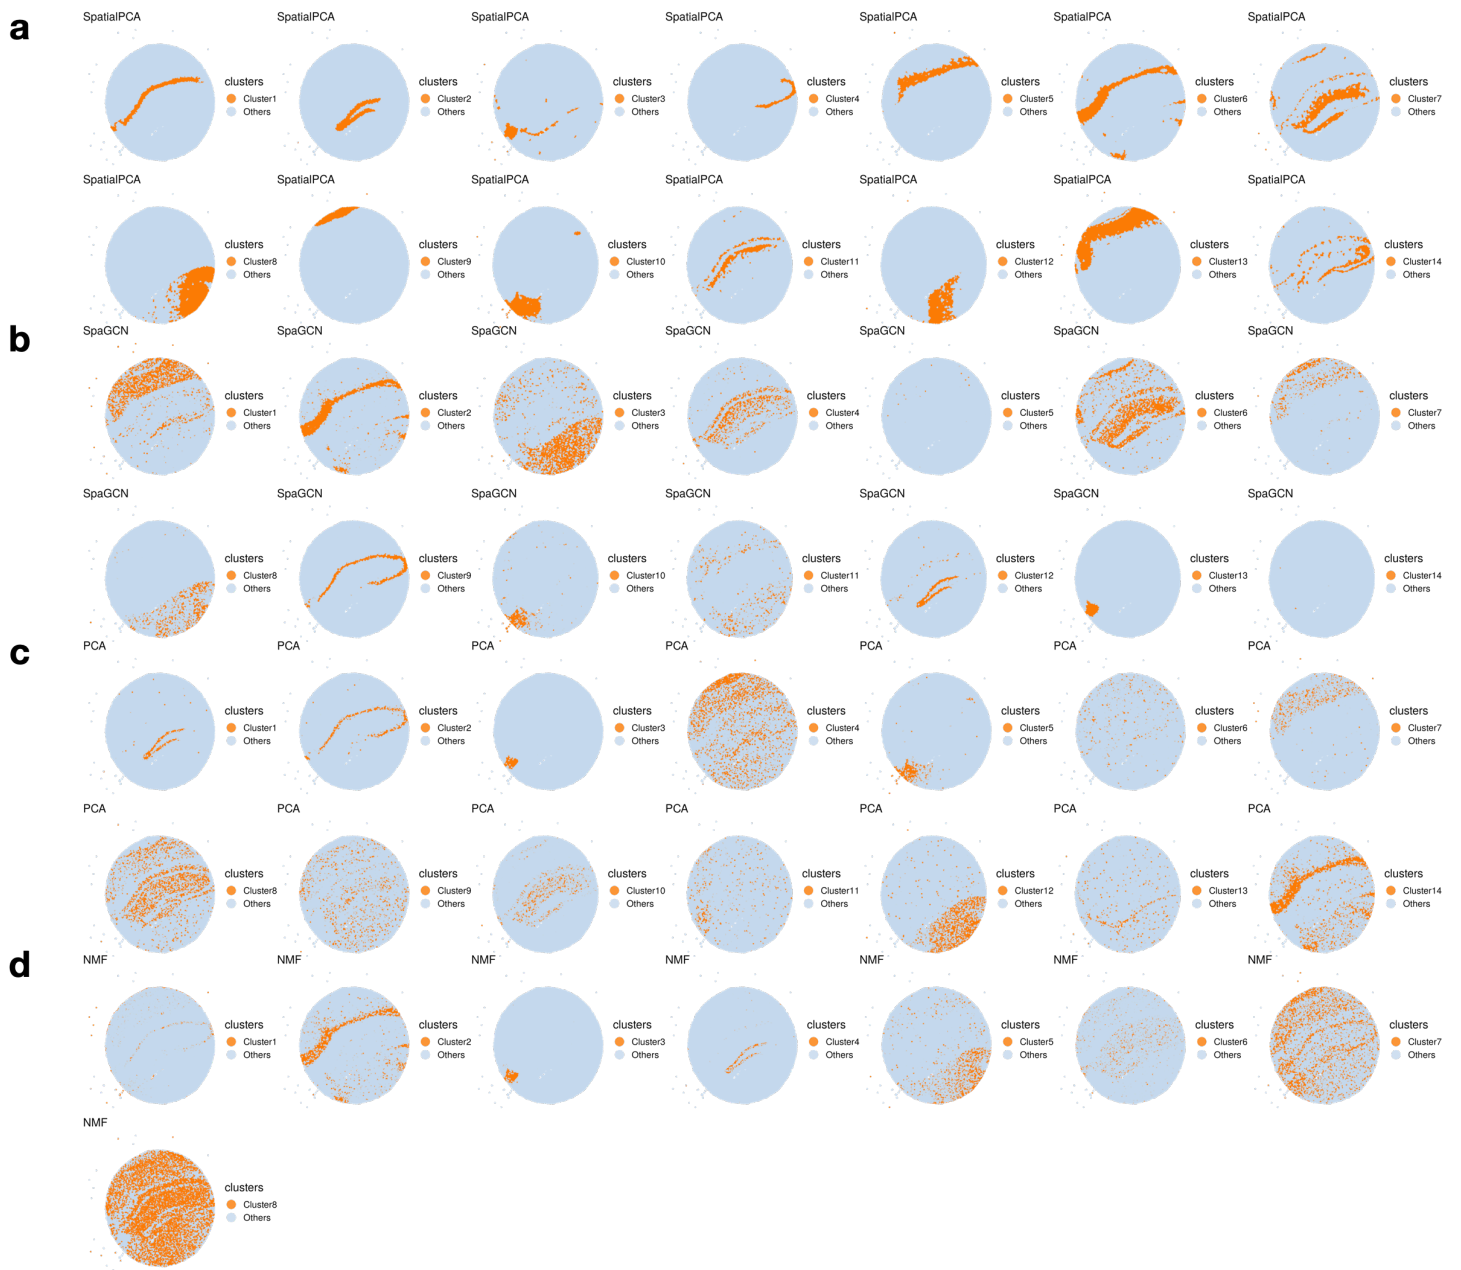 a
SpatialPCA SpatialPCA SpatialPCA SpatialPCA SpatialPCA SpatialPCA SpatialPCA
clusters clusters clusters clusters clusters clusters clusters
Cluster1 Cluster2 Cluster3 Cluster4 Cluster5 Cluster6 Cluster7
Others Others Others Others Others Others Others
SpatialPCA SpatialPCA SpatialPCA SpatialPCA SpatialPCA SpatialPCA SpatialPCA
clusters clusters clusters clusters clusters clusters clusters
Cluster8 Cluster9 Cluster10 Cluster11 Cluster12 Cluster13 Cluster14
Others Others Others Others Others Others Others
b
SpaGCN SpaGCN SpaGCN SpaGCN SpaGCN SpaGCN SpaGCN
clusters clusters clusters clusters clusters clusters clusters
Cluster1 Cluster2 Cluster3 Cluster4 Cluster5 Cluster6 Cluster7
Others Others Others Others Others Others Others
SpaGCN SpaGCN SpaGCN SpaGCN SpaGCN SpaGCN SpaGCN
clusters clusters clusters clusters clusters clusters clusters
Cluster8 Cluster9 Cluster10 Cluster11 Cluster12 Cluster13 Cluster14
Others Others Others Others Others Others Others
c
PCA PCA PCA PCA PCA PCA PCA
clusters clusters clusters clusters clusters clusters clusters
Cluster1 Cluster2 Cluster3 Cluster4 Cluster5 Cluster6 Cluster7
Others Others Others Others Others Others Others
PCA PCA PCA PCA PCA PCA PCA
clusters clusters clusters clusters clusters clusters clusters
Cluster8 Cluster9 Cluster10 Cluster11 Cluster12 Cluster13 Cluster14
Others Others Others Others Others Others Others
d
NMF NMF NMF NMF NMF NMF NMF
clusters clusters clusters clusters clusters clusters clusters
Cluster1 Cluster2 Cluster3 Cluster4 Cluster5 Cluster6 Cluster7
Others Others Others Others Others Others Others
NMF
clusters
Cluster8
Others